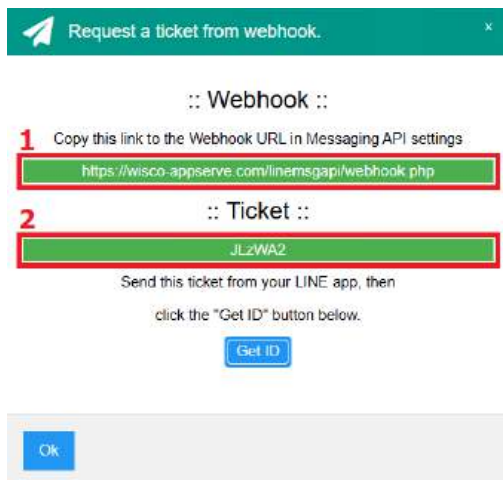 Request a ticket from webhook.
x
:: Webhook ::
1
Copy this link to the Webhook URL in Messaging API settings
https://wisco-appserve.com/linemsgapi/webhook.php
2
:: Ticket ::
JLzWA2
Send this ticket from your LINE app, then
click the "Get ID" button below.
Get ID
Ok